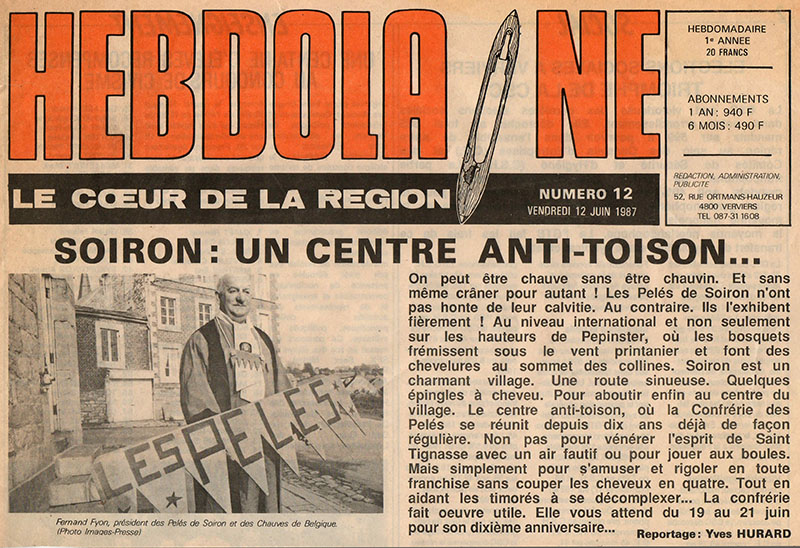 HEBDOLAINE
HEBDOMADAIRE
1e ANNEE
20 FRANCS
ABONNEMENTS
1 AN : 940 F
6 MOIS : 490 F
REDACTION, ADMINISTRATION,
PUBLICITE
52, RUE ORTMANS-HAUZEUR
4800 VERVIERS
TEL 087-31 16 08
LE CŒUR DE LA REGION
NUMERO 12
VENDREDI 12 JUIN 1987
SOIRON : UN CENTRE ANTI-TOISON...
LES PELES
Fernand Fyon, président des Pelés de Soiron et des Chauves de Belgique.
(Photo Images-Presse)
On peut être chauve sans être chauvin. Et sans
même crâner pour autant ! Les Pelés de Soiron n'ont
pas honte de leur calvitie. Au contraire. Ils l'exhibent
fièrement ! Au niveau international et non seulement
sur les hauteurs de Pepinster, où les bosquets
frémissent sous le vent printanier et font des
chevelures au sommet des collines. Soiron est un
charmant village. Une route sinueuse. Quelques
épingles à cheveu. Pour aboutir enfin au centre du
village. Le centre anti-toison, où la Confrérie des
Pelés se réunit depuis dix ans déjà de façon
régulière. Non pas pour vénérer l'esprit de Saint
Tignasse avec un air fautif ou pour jouer aux boules.
Mais simplement pour s'amuser et rigoler en toute
franchise sans couper les cheveux en quatre. Tout en
aidant les timorés à se décomplexer... La confrérie
fait oeuvre utile. Elle vous attend du 19 au 21 juin
pour son dixième anniversaire...
Reportage : Yves HURARD